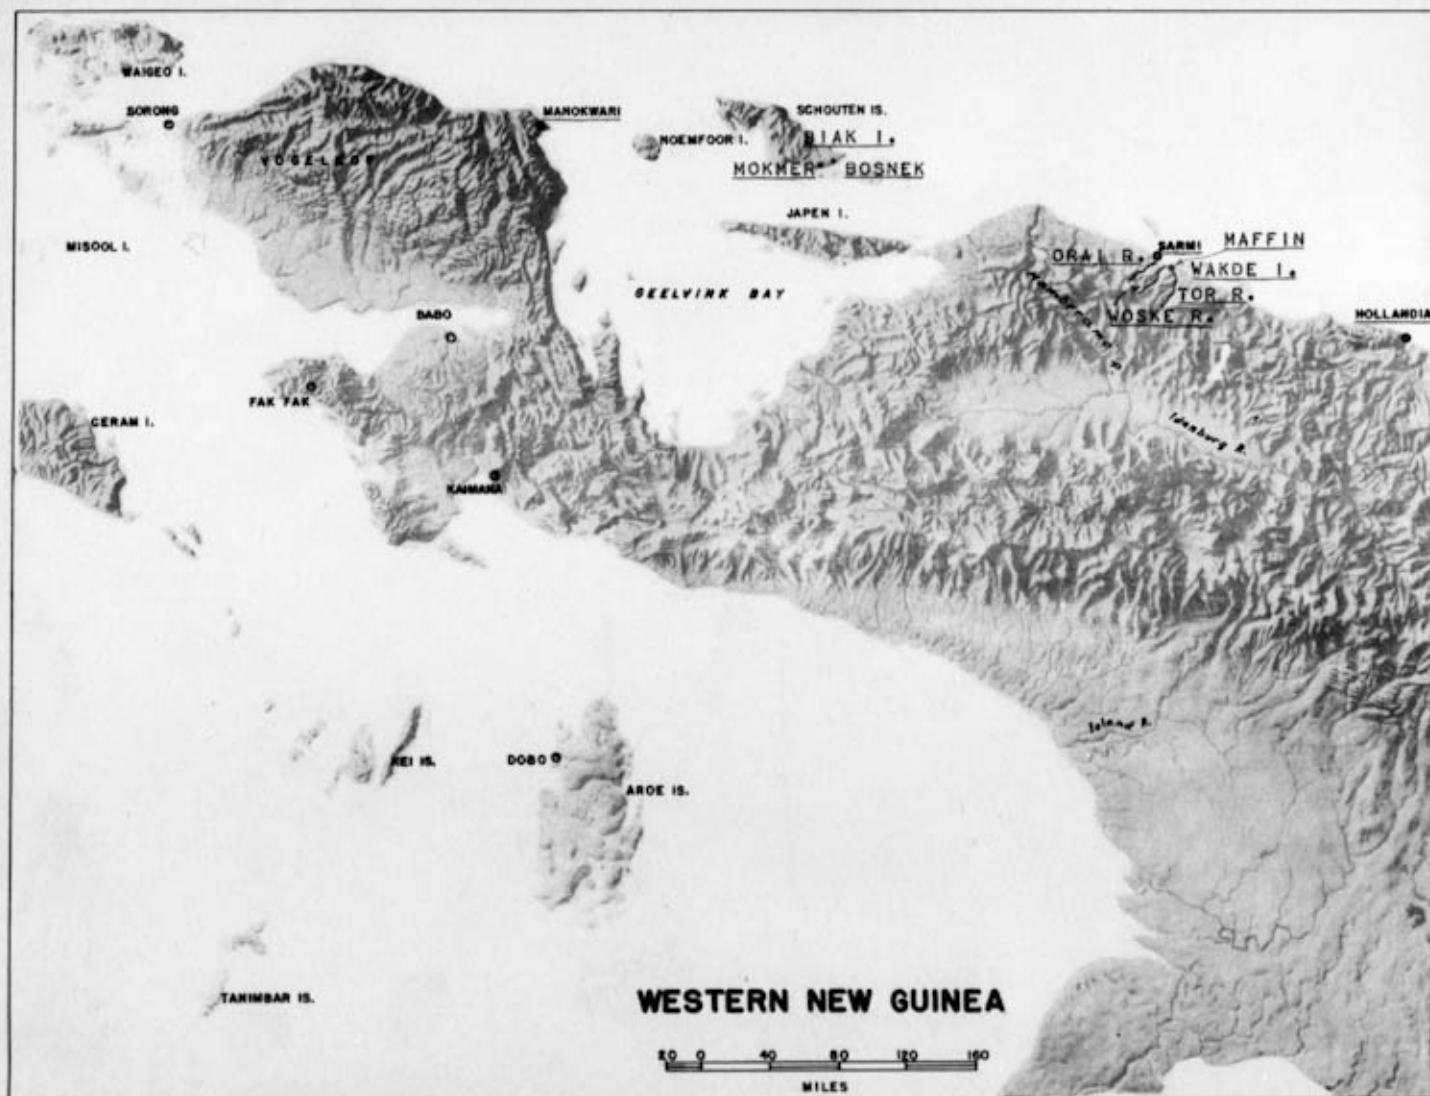 WAIGEO I.
SORONG
MANOKWARI
SCHOUTEN IS.
NOEMFOOR I.
BIAK I.
VOGELKOP
MOKMER BOSNEK
JAPEN I.
MISOOL I.
MAFFIN
SARMI
ORAI R.
WAKDE I.
GEELVINK BAY
TOR R.
WOSKE R.
BABO
HOLLANDIA
FAK FAK
CERAM I.
Idenburg R.
KAIMANA
Island R.
KEI IS.
DOBO
AROE IS.
TANIMBAR IS.
WESTERN NEW GUINEA
20 0 40 80 120 160
MILES